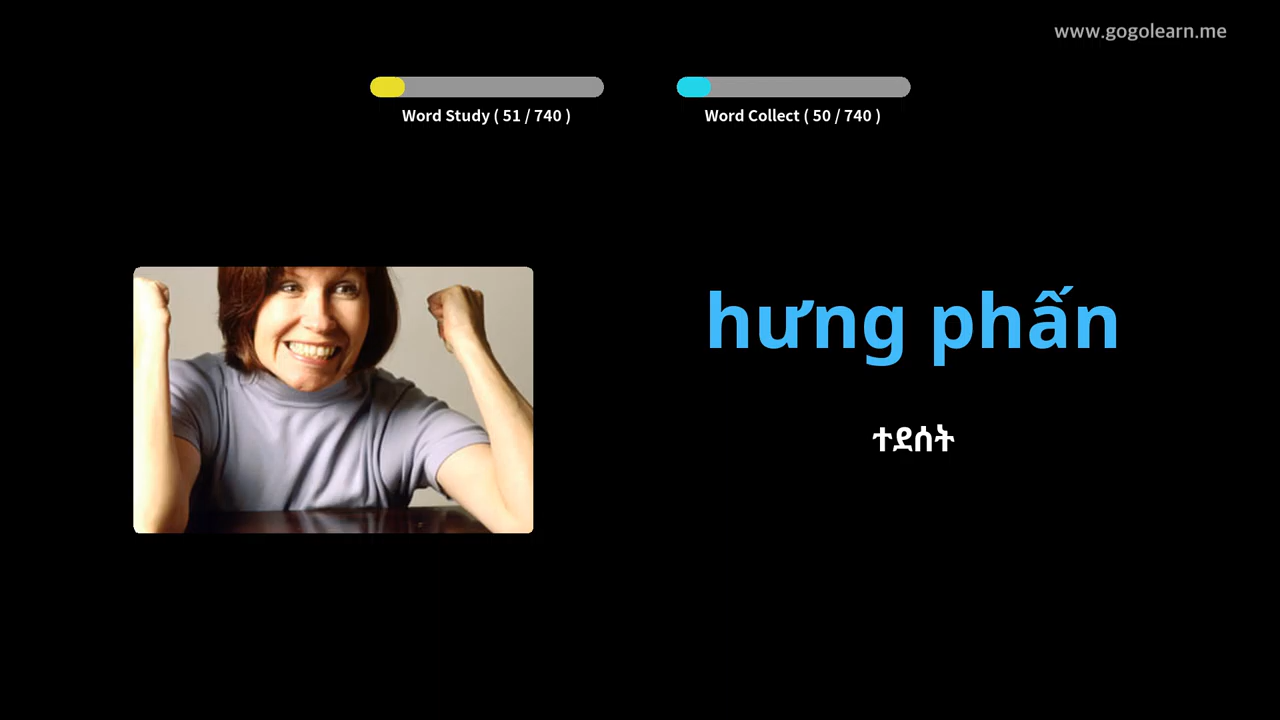 www.gogolearn.me
Word Study ( 51 / 740 )
Word Collect ( 50 / 740 )
hưng phấn
ተደሰት